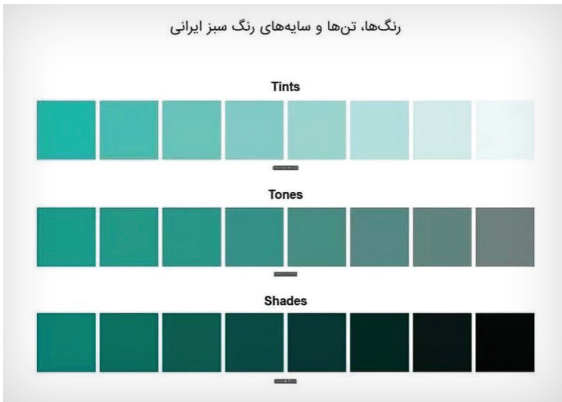 رنگ‌ها، تن‌ها و سایه‌های رنگ سبز ایرانی
Tints
Tones
Shades